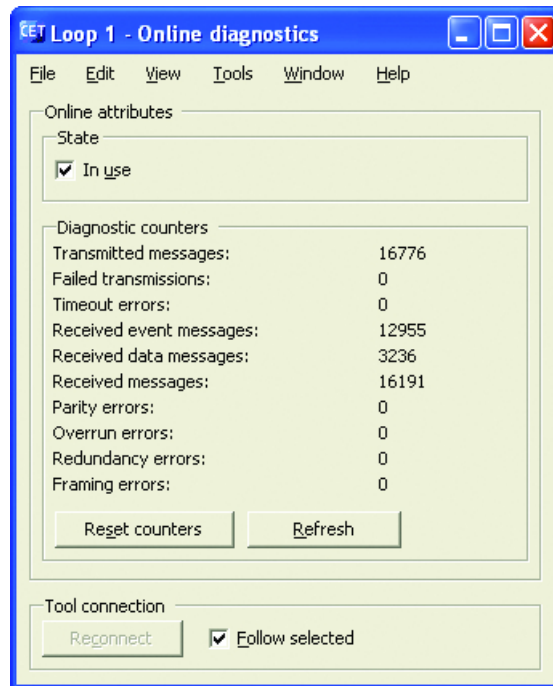 CET Loop 1 - Online diagnostics
File Edit View Tools Window Help
Online attributes
State
In use
Diagnostic counters
Transmitted messages: 16776
Failed transmissions: 0
Timeout errors: 0
Received event messages: 12955
Received data messages: 3236
Received messages: 16191
Parity errors: 0
Overrun errors: 0
Redundancy errors: 0
Framing errors: 0
Reset counters Refresh
Tool connection
Reconnect Follow selected